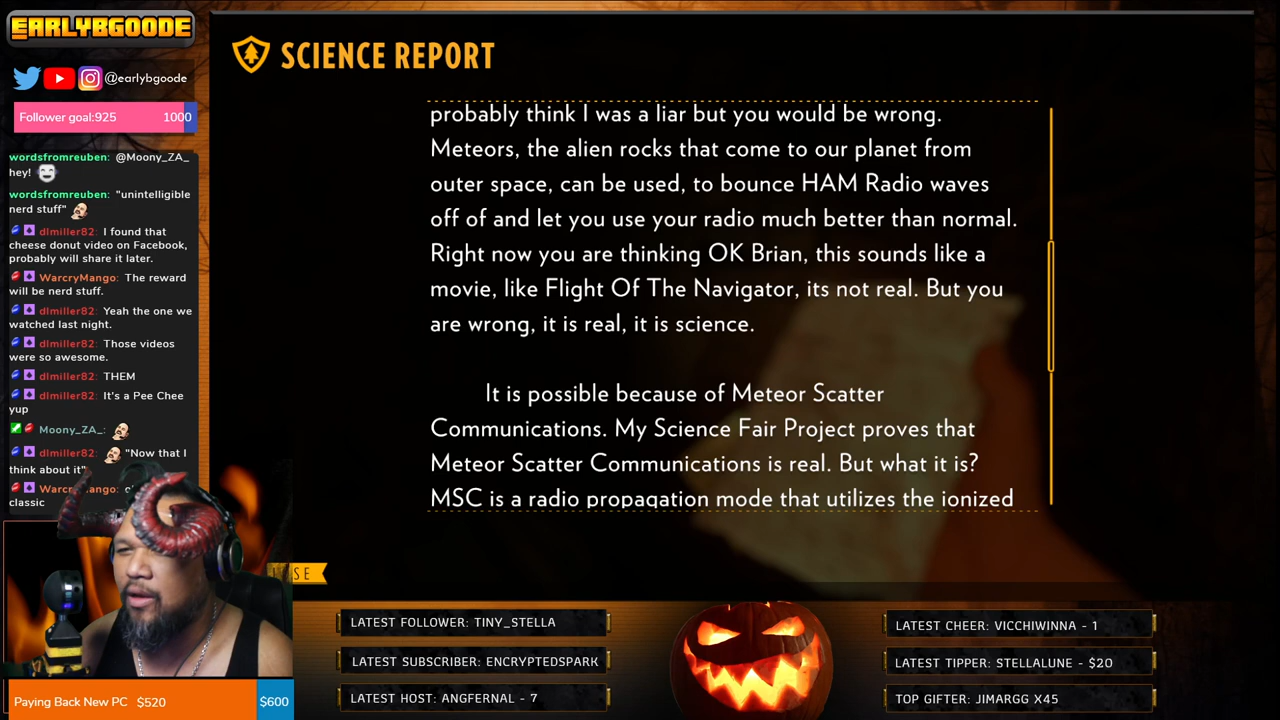 EARLYBGOODE
@earlybgoode
Follower goal:925 1000
wordsfromreuben: @Moony_ZA_
hey!
wordsfromreuben: "unintelligible
nerd stuff"
dlmiller82: I found that
cheese donut video on Facebook,
probably will share it later.
WarcryMango: The reward
will be nerd stuff.
dlmiller82: Yeah the one we
watched last night.
dlmiller82: Those videos
were so awesome.
dlmiller82: THEM
dlmiller82: It's a Pee Chee
yup
Moony_ZA_:
dlmiller82: "Now that I
think about it"
classic
Paying Back New PC $520 $600
SCIENCE REPORT
probably think I was a liar but you would be wrong.
Meteors, the alien rocks that come to our planet from
outer space, can be used, to bounce HAM Radio waves
off of and let you use your radio much better than normal.
Right now you are thinking OK Brian, this sounds like a
movie, like Flight Of The Navigator, its not real. But you
are wrong, it is real, it is science.
It is possible because of Meteor Scatter
Communications. My Science Fair Project proves that
Meteor Scatter Communications is real. But what it is?
MSC is a radio propagation mode that utilizes the ionized
LATEST FOLLOWER: TINY_STELLA
LATEST SUBSCRIBER: ENCRYPTEDSPARK
LATEST HOST: ANGFERNAL - 7
LATEST CHEER: VICCHIWINNA - 1
LATEST TIPPER: STELLALUNE - $20
TOP GIFTER: JIMARGG X45